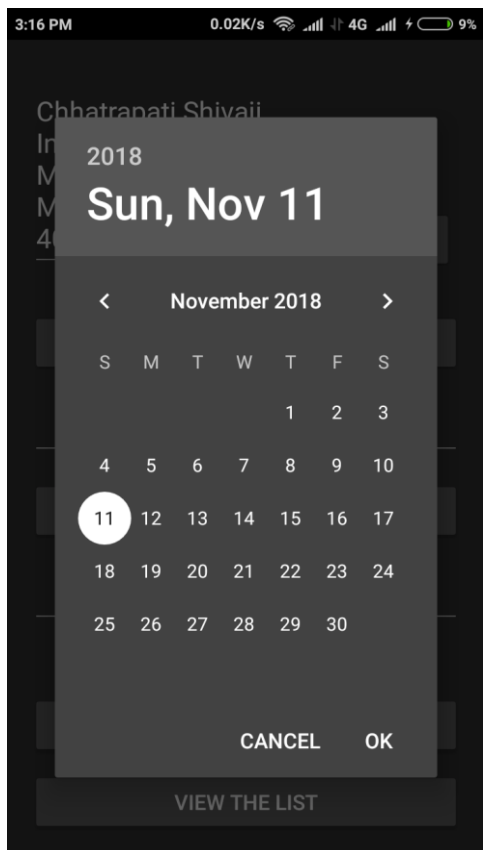 3:16 PM 0.02K/s 4G 9%
Chhatrapati Shivaji
2018
Sun, Nov 11
November 2018
S M T W T F S
1 2 3
4 5 6 7 8 9 10
11 12 13 14 15 16 17
18 19 20 21 22 23 24
25 26 27 28 29 30
CANCEL OK
VIEW THE LIST